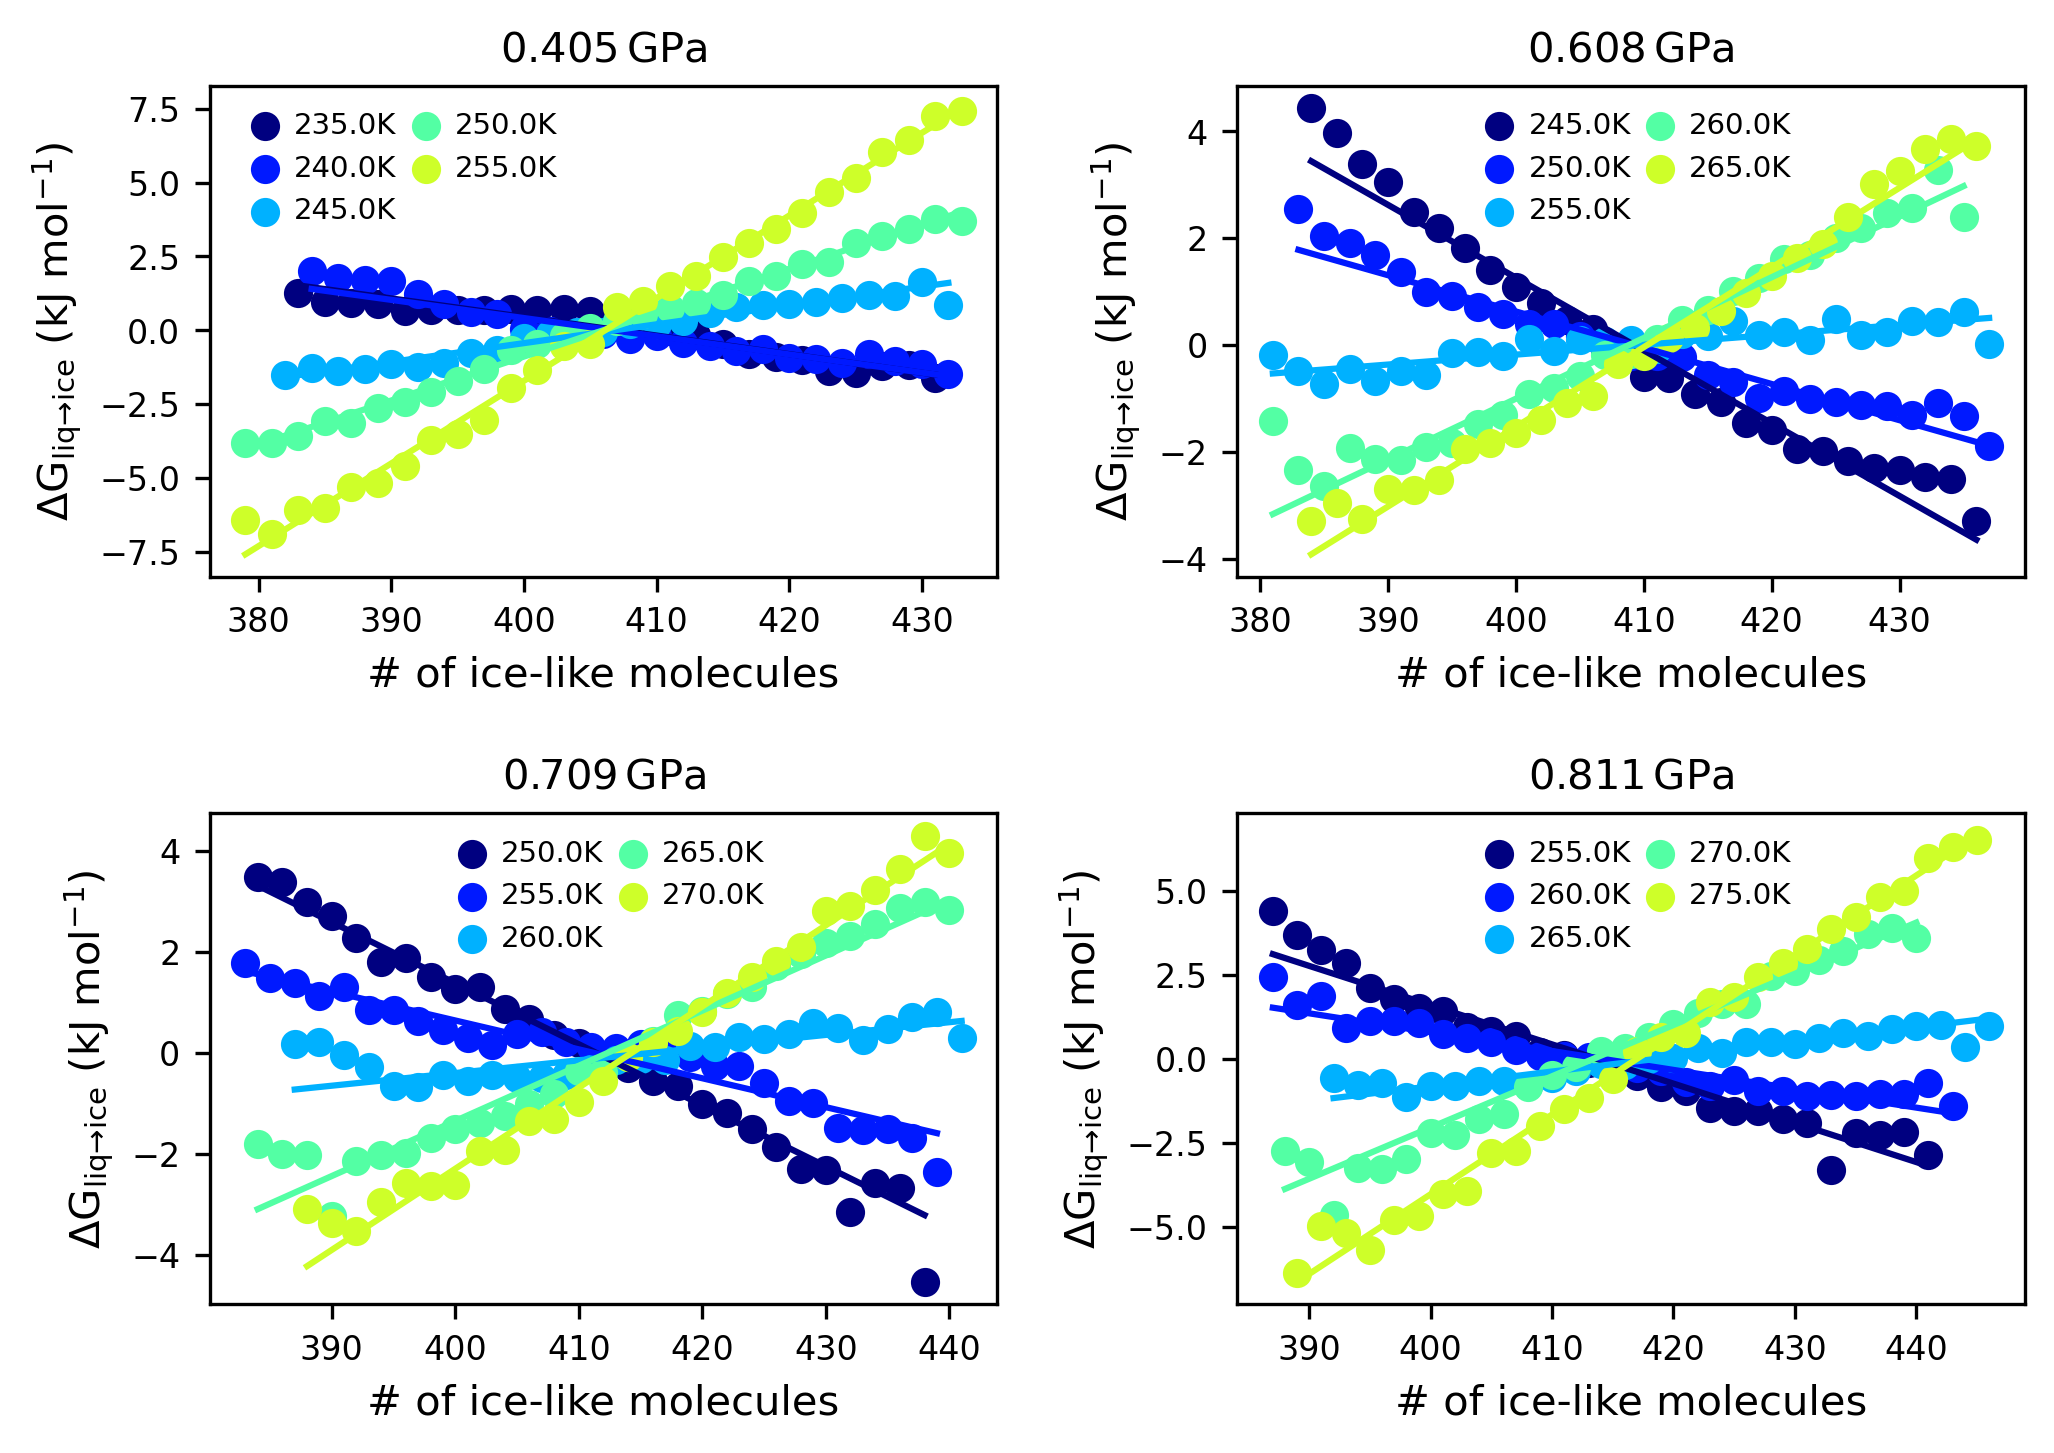 0.405 GPa
ΔG_liq→ice (kJ mol⁻¹)
7.5
5.0
2.5
0.0
−2.5
−5.0
−7.5
235.0K 250.0K
240.0K 255.0K
245.0K
380 390 400 410 420 430
# of ice-like molecules
0.608 GPa
ΔG_liq→ice (kJ mol⁻¹)
4
2
0
−2
−4
245.0K 260.0K
250.0K 265.0K
255.0K
380 390 400 410 420 430
# of ice-like molecules
0.709 GPa
ΔG_liq→ice (kJ mol⁻¹)
4
2
0
−2
−4
250.0K 265.0K
255.0K 270.0K
260.0K
390 400 410 420 430 440
# of ice-like molecules
0.811 GPa
ΔG_liq→ice (kJ mol⁻¹)
5.0
2.5
0.0
−2.5
−5.0
255.0K 270.0K
260.0K 275.0K
265.0K
390 400 410 420 430 440
# of ice-like molecules